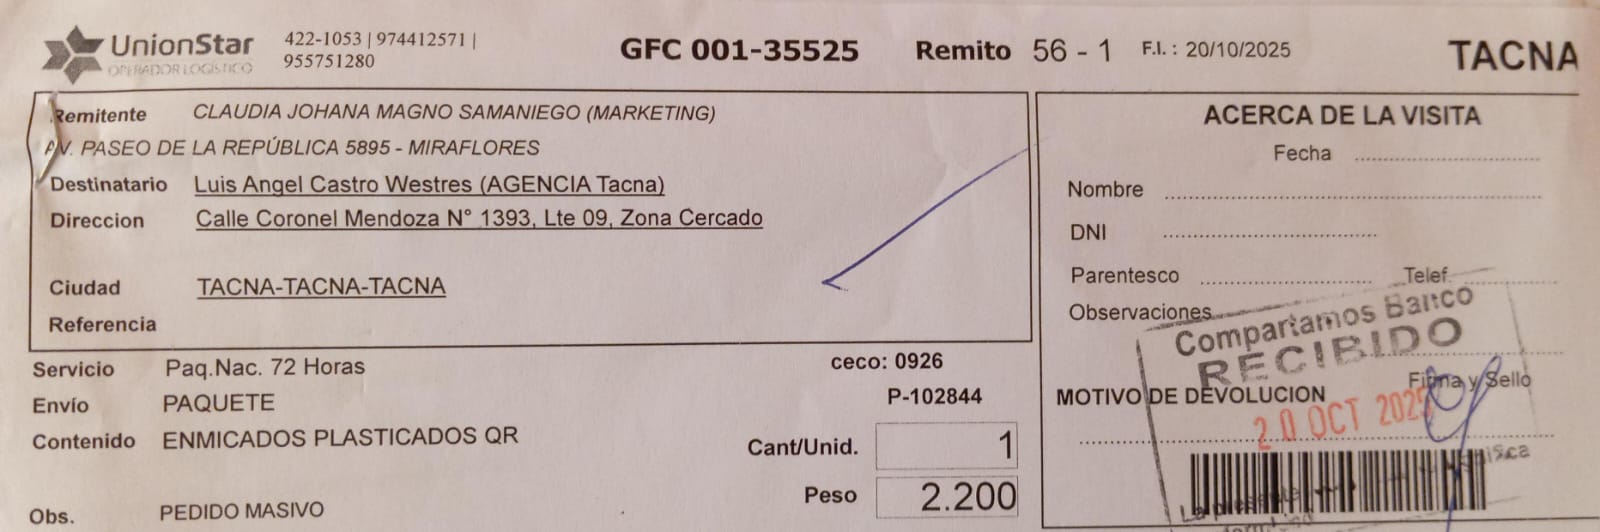 UnionStar
OPERADOR LOGISTICO
422-1053 | 974412571 |
955751280
GFC 001-35525
Remito 56 - 1
F.I.: 20/10/2025
TACNA
Remitente CLAUDIA JOHANA MAGNO SAMANIEGO (MARKETING)
AV. PASEO DE LA REPÚBLICA 5895 - MIRAFLORES
Destinatario Luis Angel Castro Westres (AGENCIA Tacna)
Direccion Calle Coronel Mendoza N° 1393, Lte 09, Zona Cercado
Ciudad TACNA-TACNA-TACNA
Referencia
Servicio Paq.Nac. 72 Horas
ceco: 0926
Envío PAQUETE
P-102844
Contenido ENMICADOS PLASTICADOS QR
Cant/Unid. 1
Peso 2.200
Obs. PEDIDO MASIVO
ACERCA DE LA VISITA
Fecha
Nombre
DNI
Parentesco Telef.
Observaciones
Compartamos Banco
RECIBIDO
Firma y Sello
MOTIVO DE DEVOLUCION
20 OCT 2025
La presente